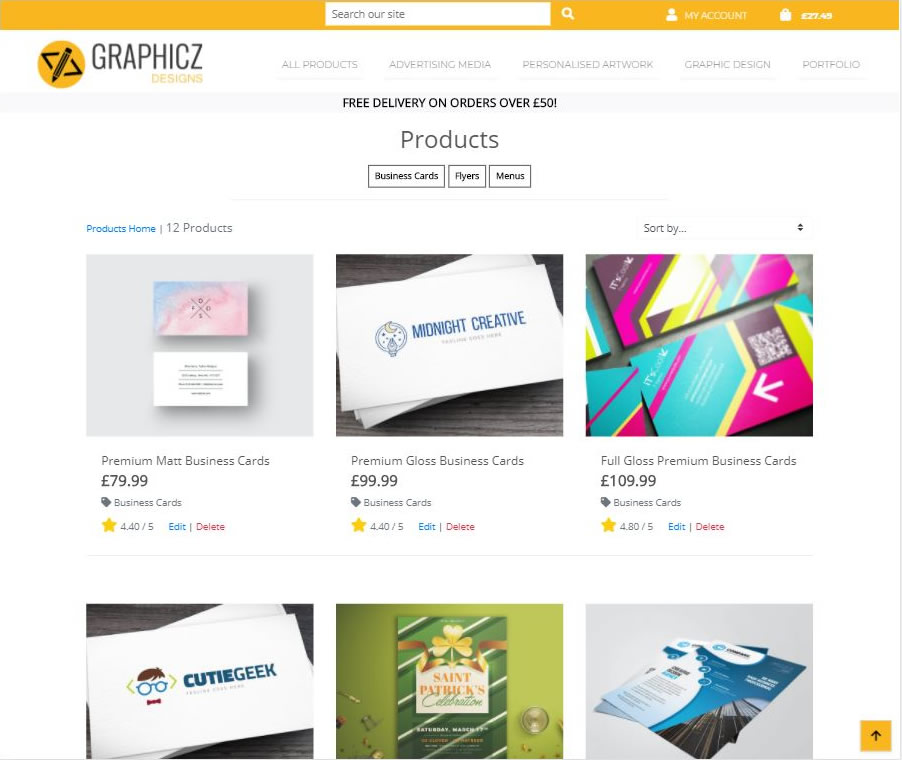 Search our site
MY ACCOUNT
£27.49
GRAPHICZ
DESIGNS
ALL PRODUCTS
ADVERTISING MEDIA
PERSONALISED ARTWORK
GRAPHIC DESIGN
PORTFOLIO
FREE DELIVERY ON ORDERS OVER £50!
Products
Business Cards
Flyers
Menus
Products Home | 12 Products
Sort by...
MIDNIGHT CREATIVE
TAGLINE GOES HERE
Premium Matt Business Cards
£79.99
Business Cards
4.40 / 5 Edit | Delete
Premium Gloss Business Cards
£99.99
Business Cards
4.40 / 5 Edit | Delete
Full Gloss Premium Business Cards
£109.99
Business Cards
4.80 / 5 Edit | Delete
CUTIEGEEK
TAGLINE GOES HERE
SAINT
PATRICK'S
Celebration
SATURDAY, MARCH 17TH